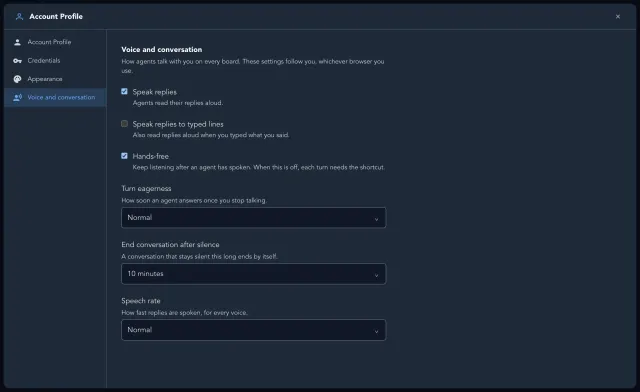 Account Profile
Account Profile
Credentials
Appearance
Voice and conversation
Voice and conversation
How agents talk with you on every board. These settings follow you, whichever browser you
use.
Speak replies
Agents read their replies aloud.
Speak replies to typed lines
Also read replies aloud when you typed what you said.
Hands-free
Keep listening after an agent has spoken. When this is off, each turn needs the shortcut.
Turn eagerness
How soon an agent answers once you stop talking.
Normal
End conversation after silence
A conversation that stays silent this long ends by itself.
10 minutes
Speech rate
How fast replies are spoken, for every voice.
Normal